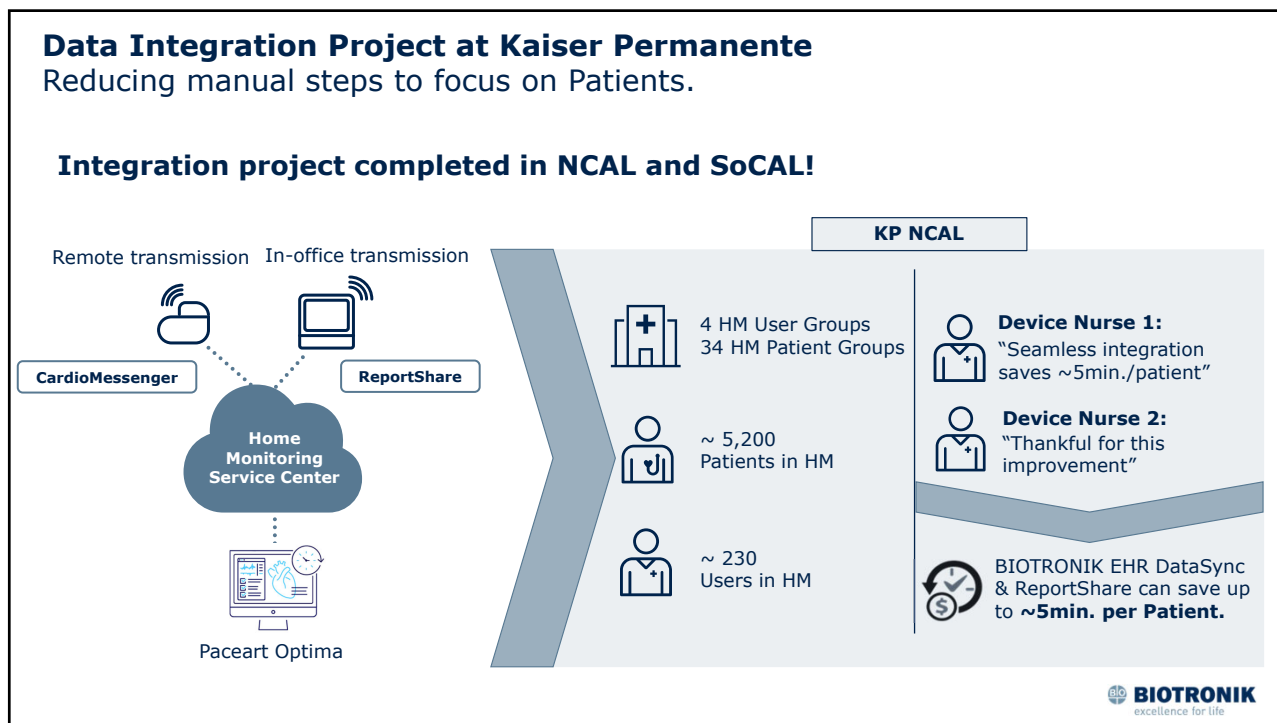 Data Integration Project at Kaiser Permanente
Reducing manual steps to focus on Patients.
Integration project completed in NCAL and SoCAL!
Remote transmission
In-office transmission
CardioMessenger
ReportShare
Home
Monitoring
Service Center
Paceart Optima
KP NCAL
4 HM User Groups
34 HM Patient Groups
~ 5,200
Patients in HM
~ 230
Users in HM
Device Nurse 1:
“Seamless integration
saves ~5min./patient”
Device Nurse 2:
“Thankful for this
improvement”
$
BIOTRONIK EHR DataSync
& ReportShare can save up
to ~5min. per Patient.
BIO
BIOTRONIK
excellence for life